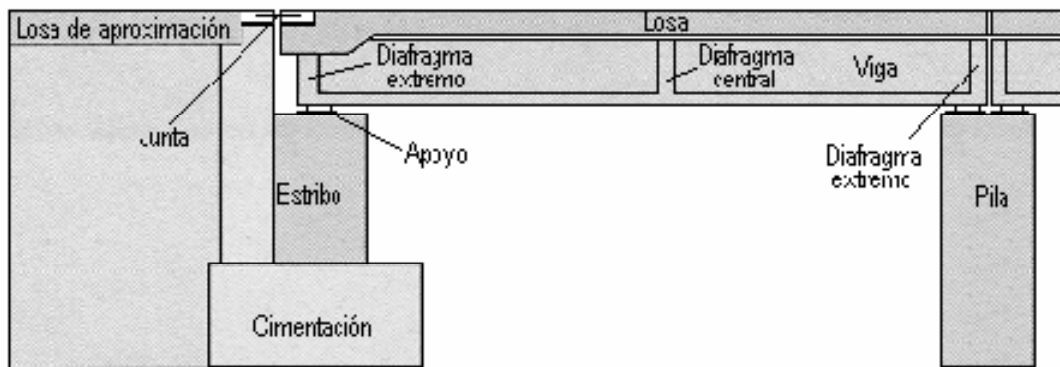 Losa de aproximación
Losa
Diafragma
extremo
Diafragma
central
Viga
Junta
Apoyo
Diafragma
extremo
Estribo
Pila
Cimentación